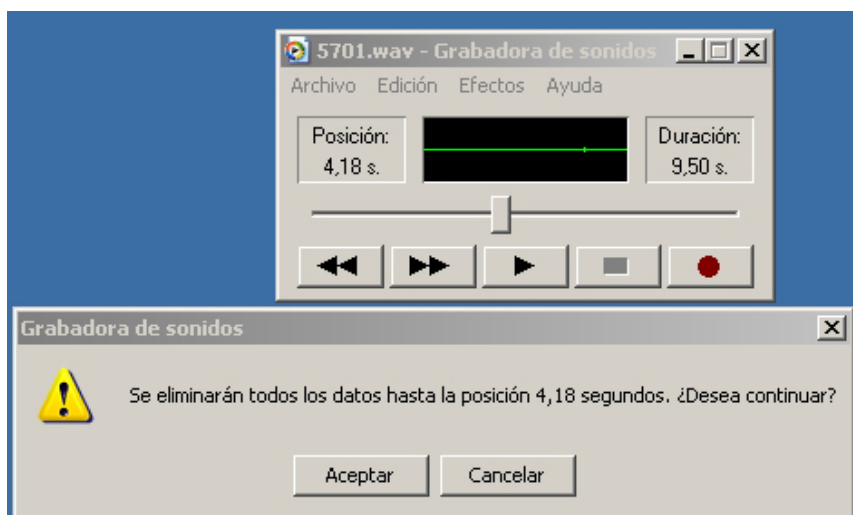 5701.wav - Grabadora de sonidos
Archivo Edición Efectos Ayuda
Posición:
4,18 s.
Duración:
9,50 s.
Grabadora de sonidos
Se eliminarán todos los datos hasta la posición 4,18 segundos. ¿Desea continuar?
Aceptar Cancelar